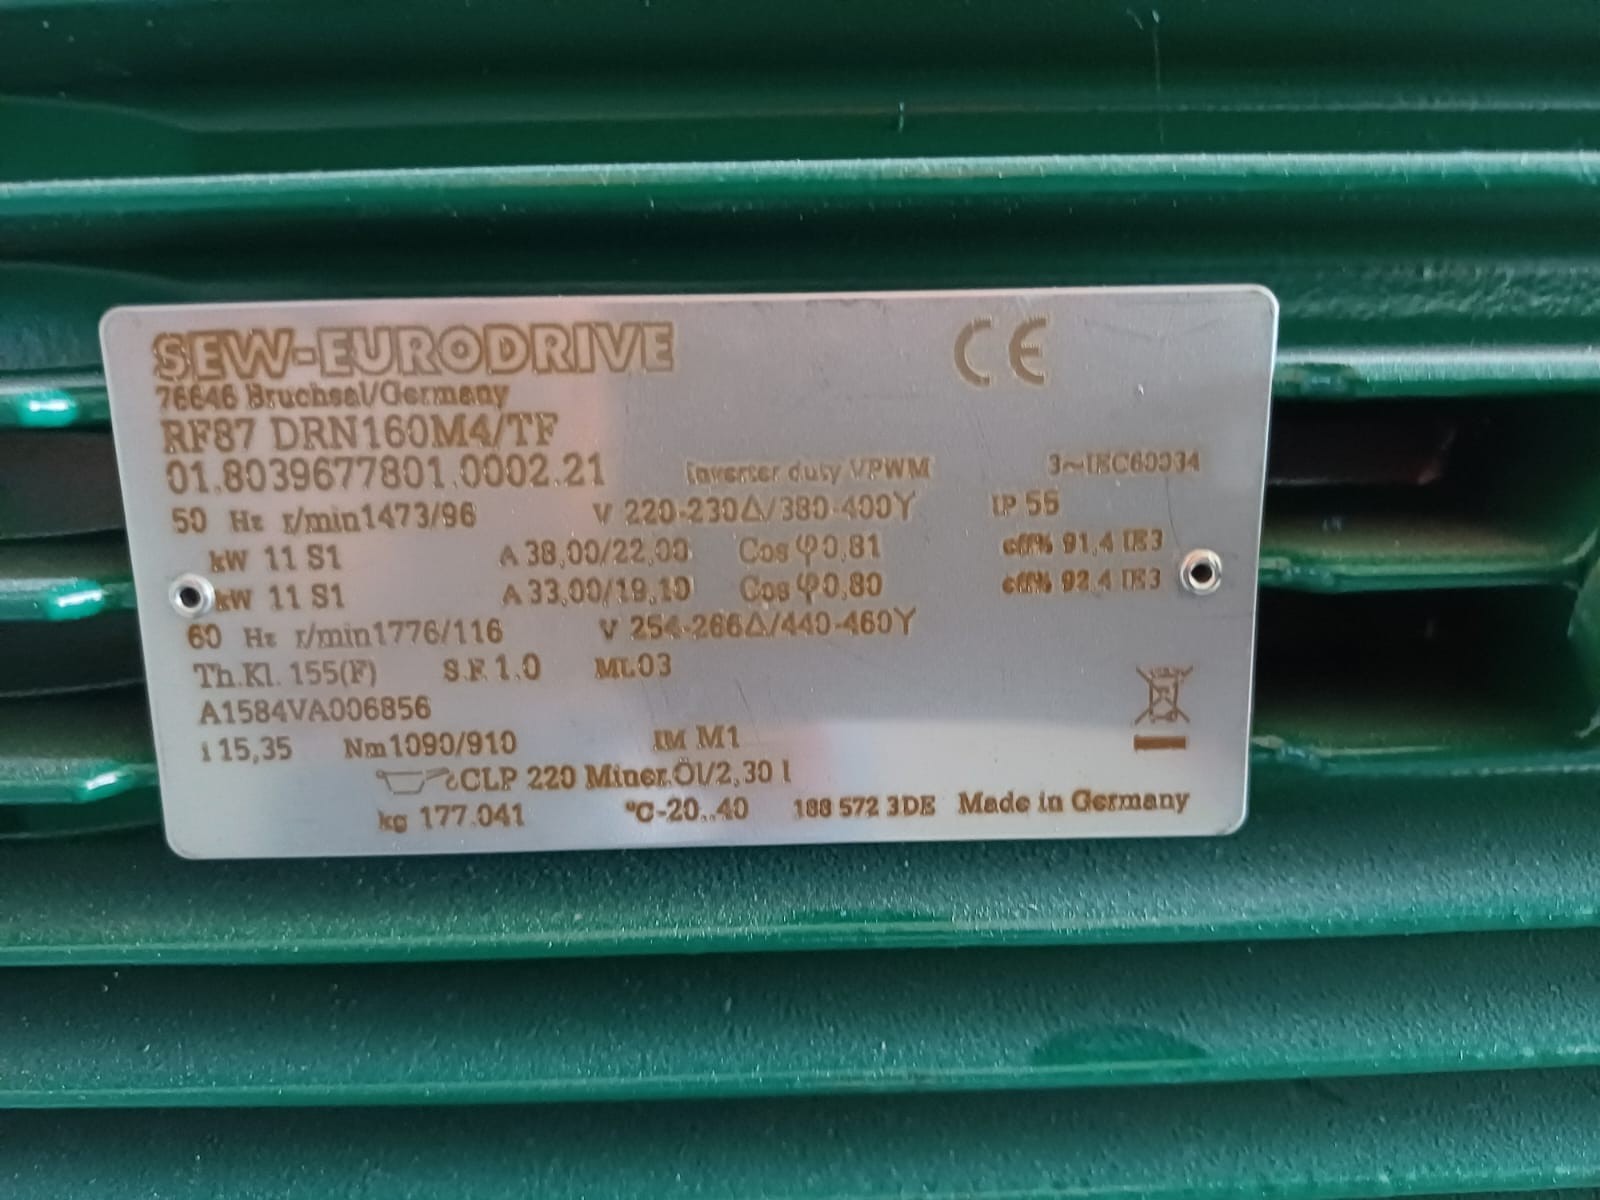 SEW-EURODRIVE CE
76646 Bruchsal/Germany
RF87 DRN160M4/TF
01.8039677801.0002.21 Inverter duty VPWM 3~IEC60034
50 Hz r/min1473/96 V 220-230Δ/380-400Y IP 55
kW 11 S1 A 38,00/22,00 Cos φ0,81 eff% 91,4 IE3
kW 11 S1 A 33,00/19,10 Cos φ0,80 eff% 92,4 IE3
60 Hz r/min1776/116 V 254-266Δ/440-460Y
Th.Kl. 155(F) S.F. 1.0 ML03
A1584VA006856
i 15,35 Nm1090/910 IM M1
CLP 220 Miner.Öl/2,30 l
kg 177.041 °C-20..40 188 572 3DE Made in Germany